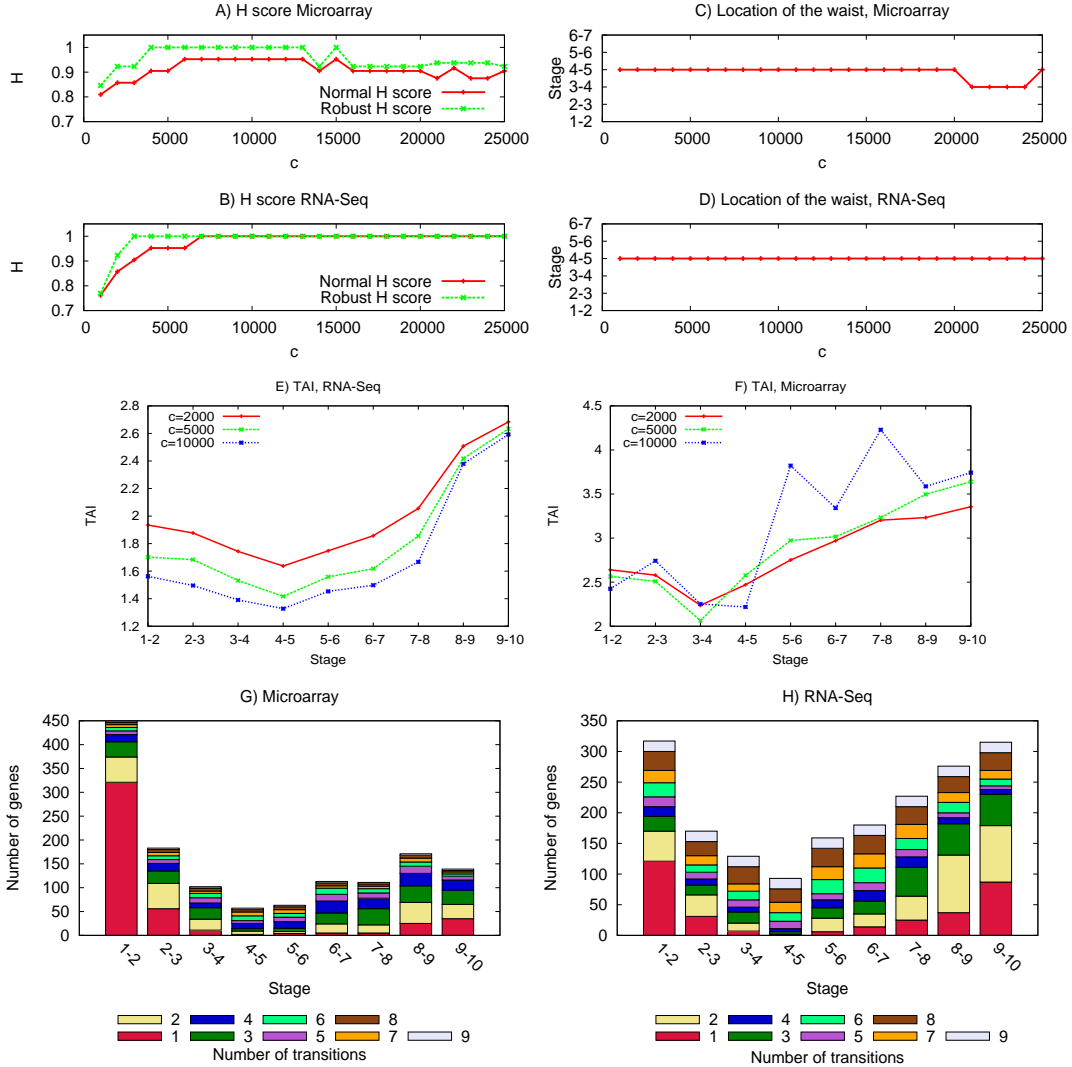 A) H score Microarray
H
1
0.9
0.8
0.7
Normal H score
Robust H score
0 5000 10000 15000 20000 25000
c
C) Location of the waist, Microarray
Stage
6-7
5-6
4-5
3-4
2-3
1-2
0 5000 10000 15000 20000 25000
c
B) H score RNA-Seq
H
1
0.9
0.8
0.7
Normal H score
Robust H score
0 5000 10000 15000 20000 25000
c
D) Location of the waist, RNA-Seq
Stage
6-7
5-6
4-5
3-4
2-3
1-2
0 5000 10000 15000 20000 25000
c
E) TAI, RNA-Seq
TAI
2.8
2.6
2.4
2.2
2
1.8
1.6
1.4
1.2
c=2000
c=5000
c=10000
1-2 2-3 3-4 4-5 5-6 6-7 7-8 8-9 9-10
Stage
F) TAI, Microarray
TAI
4.5
4
3.5
3
2.5
2
c=2000
c=5000
c=10000
1-2 2-3 3-4 4-5 5-6 6-7 7-8 8-9 9-10
Stage
G) Microarray
Number of genes
450
400
350
300
250
200
150
100
50
0
1-2 2-3 3-4 4-5 5-6 6-7 7-8 8-9 9-10
Stage
2 4 6 8
1 3 5 7 9
Number of transitions
H) RNA-Seq
Number of genes
350
300
250
200
150
100
50
0
1-2 2-3 3-4 4-5 5-6 6-7 7-8 8-9 9-10
Stage
2 4 6 8
1 3 5 7 9
Number of transitions